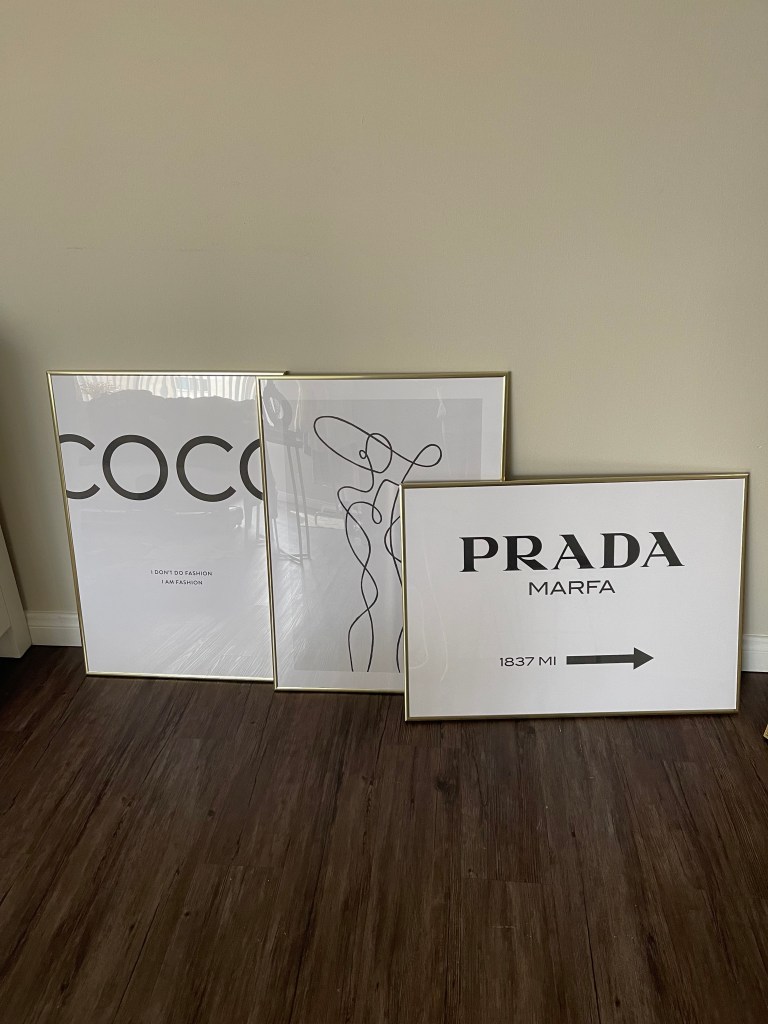 COCO
I DON'T DO FASHION
I AM FASHION
PRADA
MARFA
1837 MI